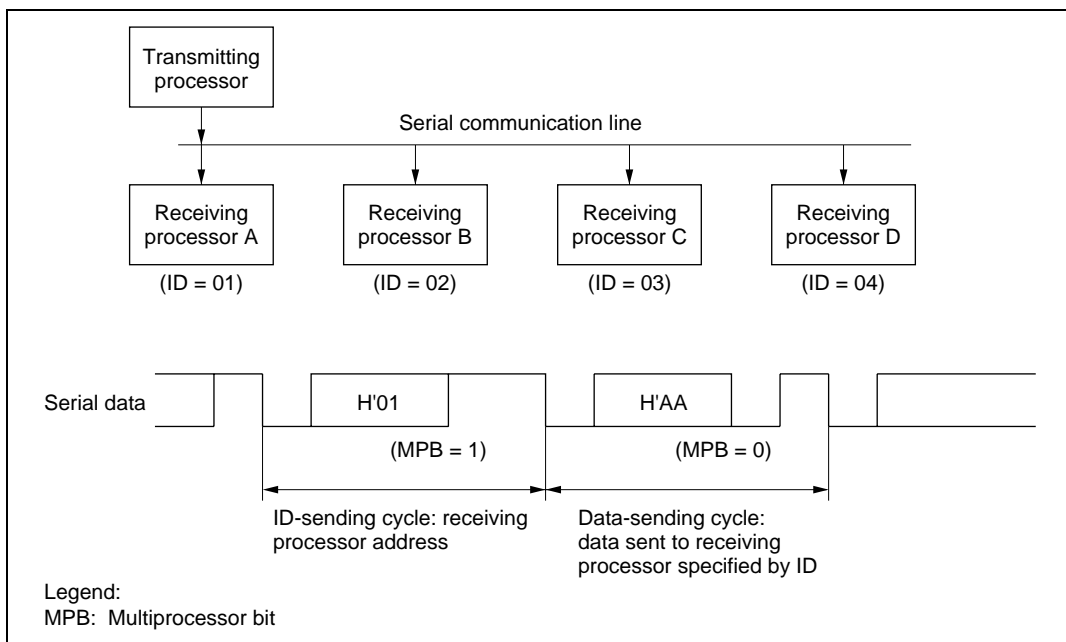 Transmitting
processor
Serial communication line
Receiving
processor A
Receiving
processor B
Receiving
processor C
Receiving
processor D
(ID = 01)
(ID = 02)
(ID = 03)
(ID = 04)
Serial data
H'01
H'AA
(MPB = 1)
(MPB = 0)
ID-sending cycle: receiving
processor address
Data-sending cycle:
data sent to receiving
processor specified by ID
Legend:
MPB: Multiprocessor bit